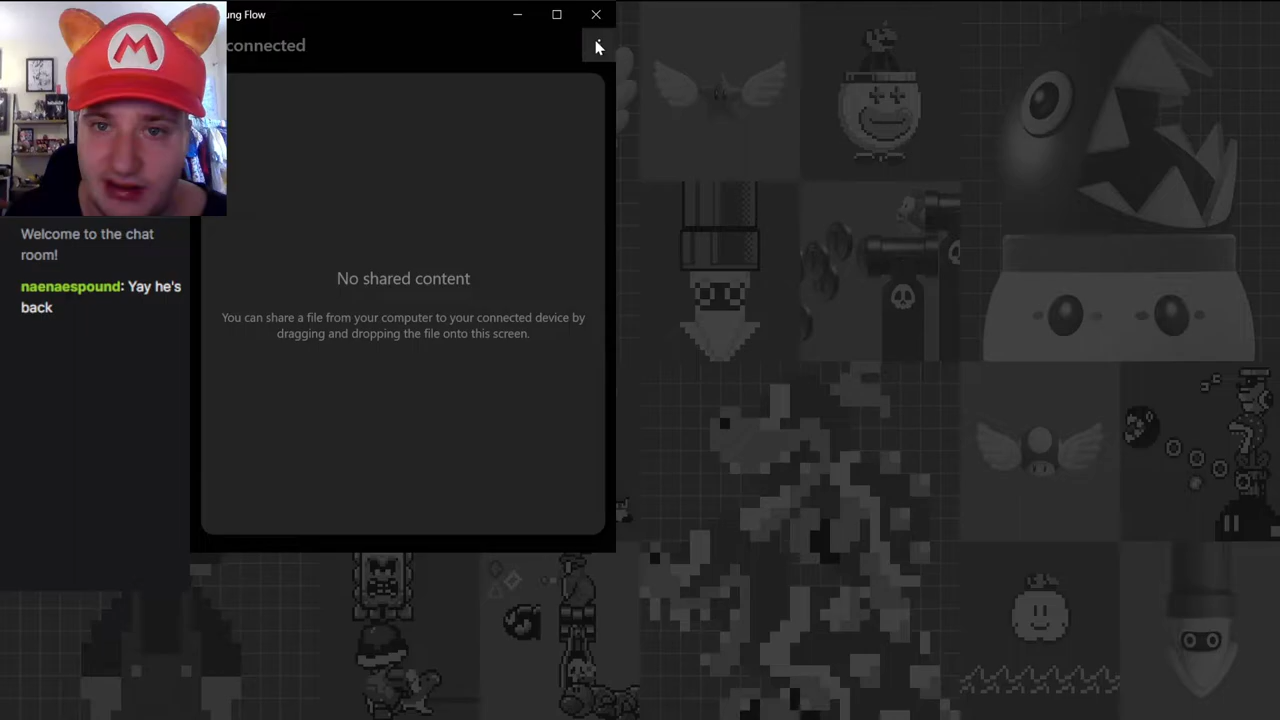 ung Flow
connected
M
Welcome to the chat
room!
naenaespound: Yay he's
back
No shared content
You can share a file from your computer to your connected device by
dragging and dropping the file onto this screen.